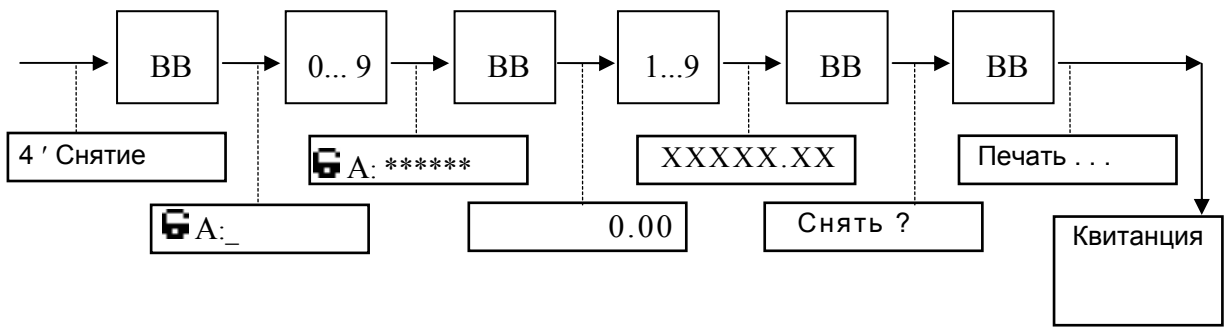 ВВ 0... 9 ВВ 1...9 ВВ ВВ
4 ′ Снятие
А: ******
XXXXX.XX
Печать . . .
А:_
0.00
Снять ?
Квитанция